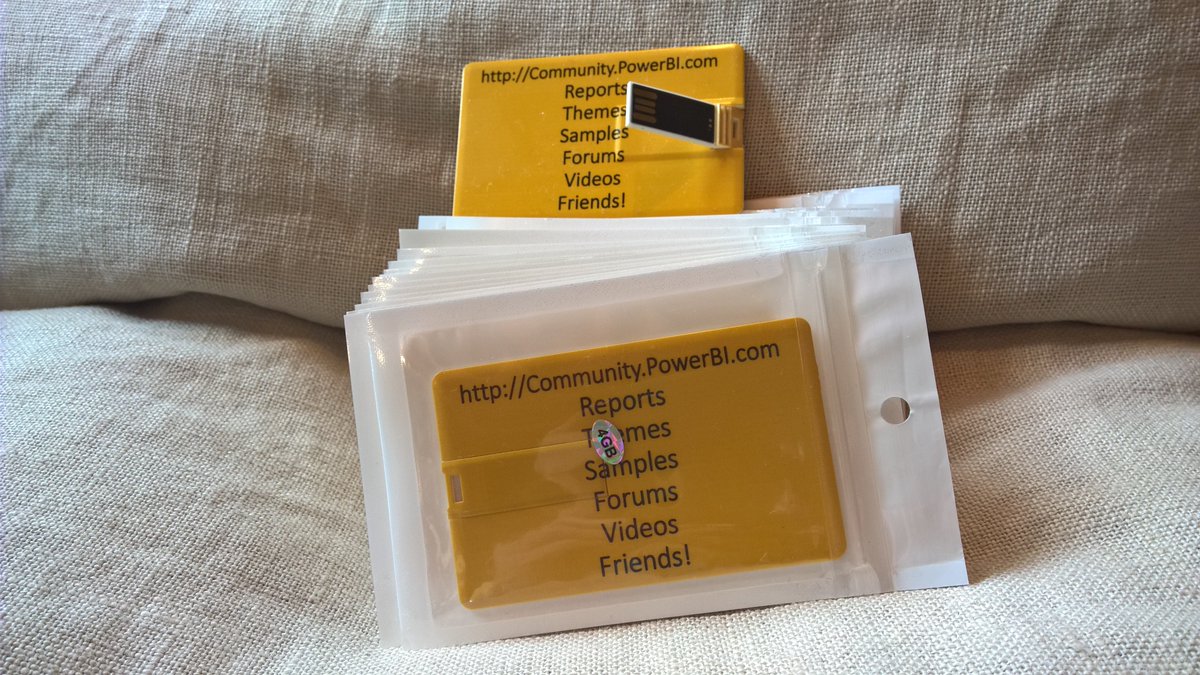 http://Community.PowerBI.com
Reports
Themes
Samples
Forums
Videos
Friends!
http://Community.PowerBI.com
Reports
Themes
4GB
Samples
Forums
Videos
Friends!